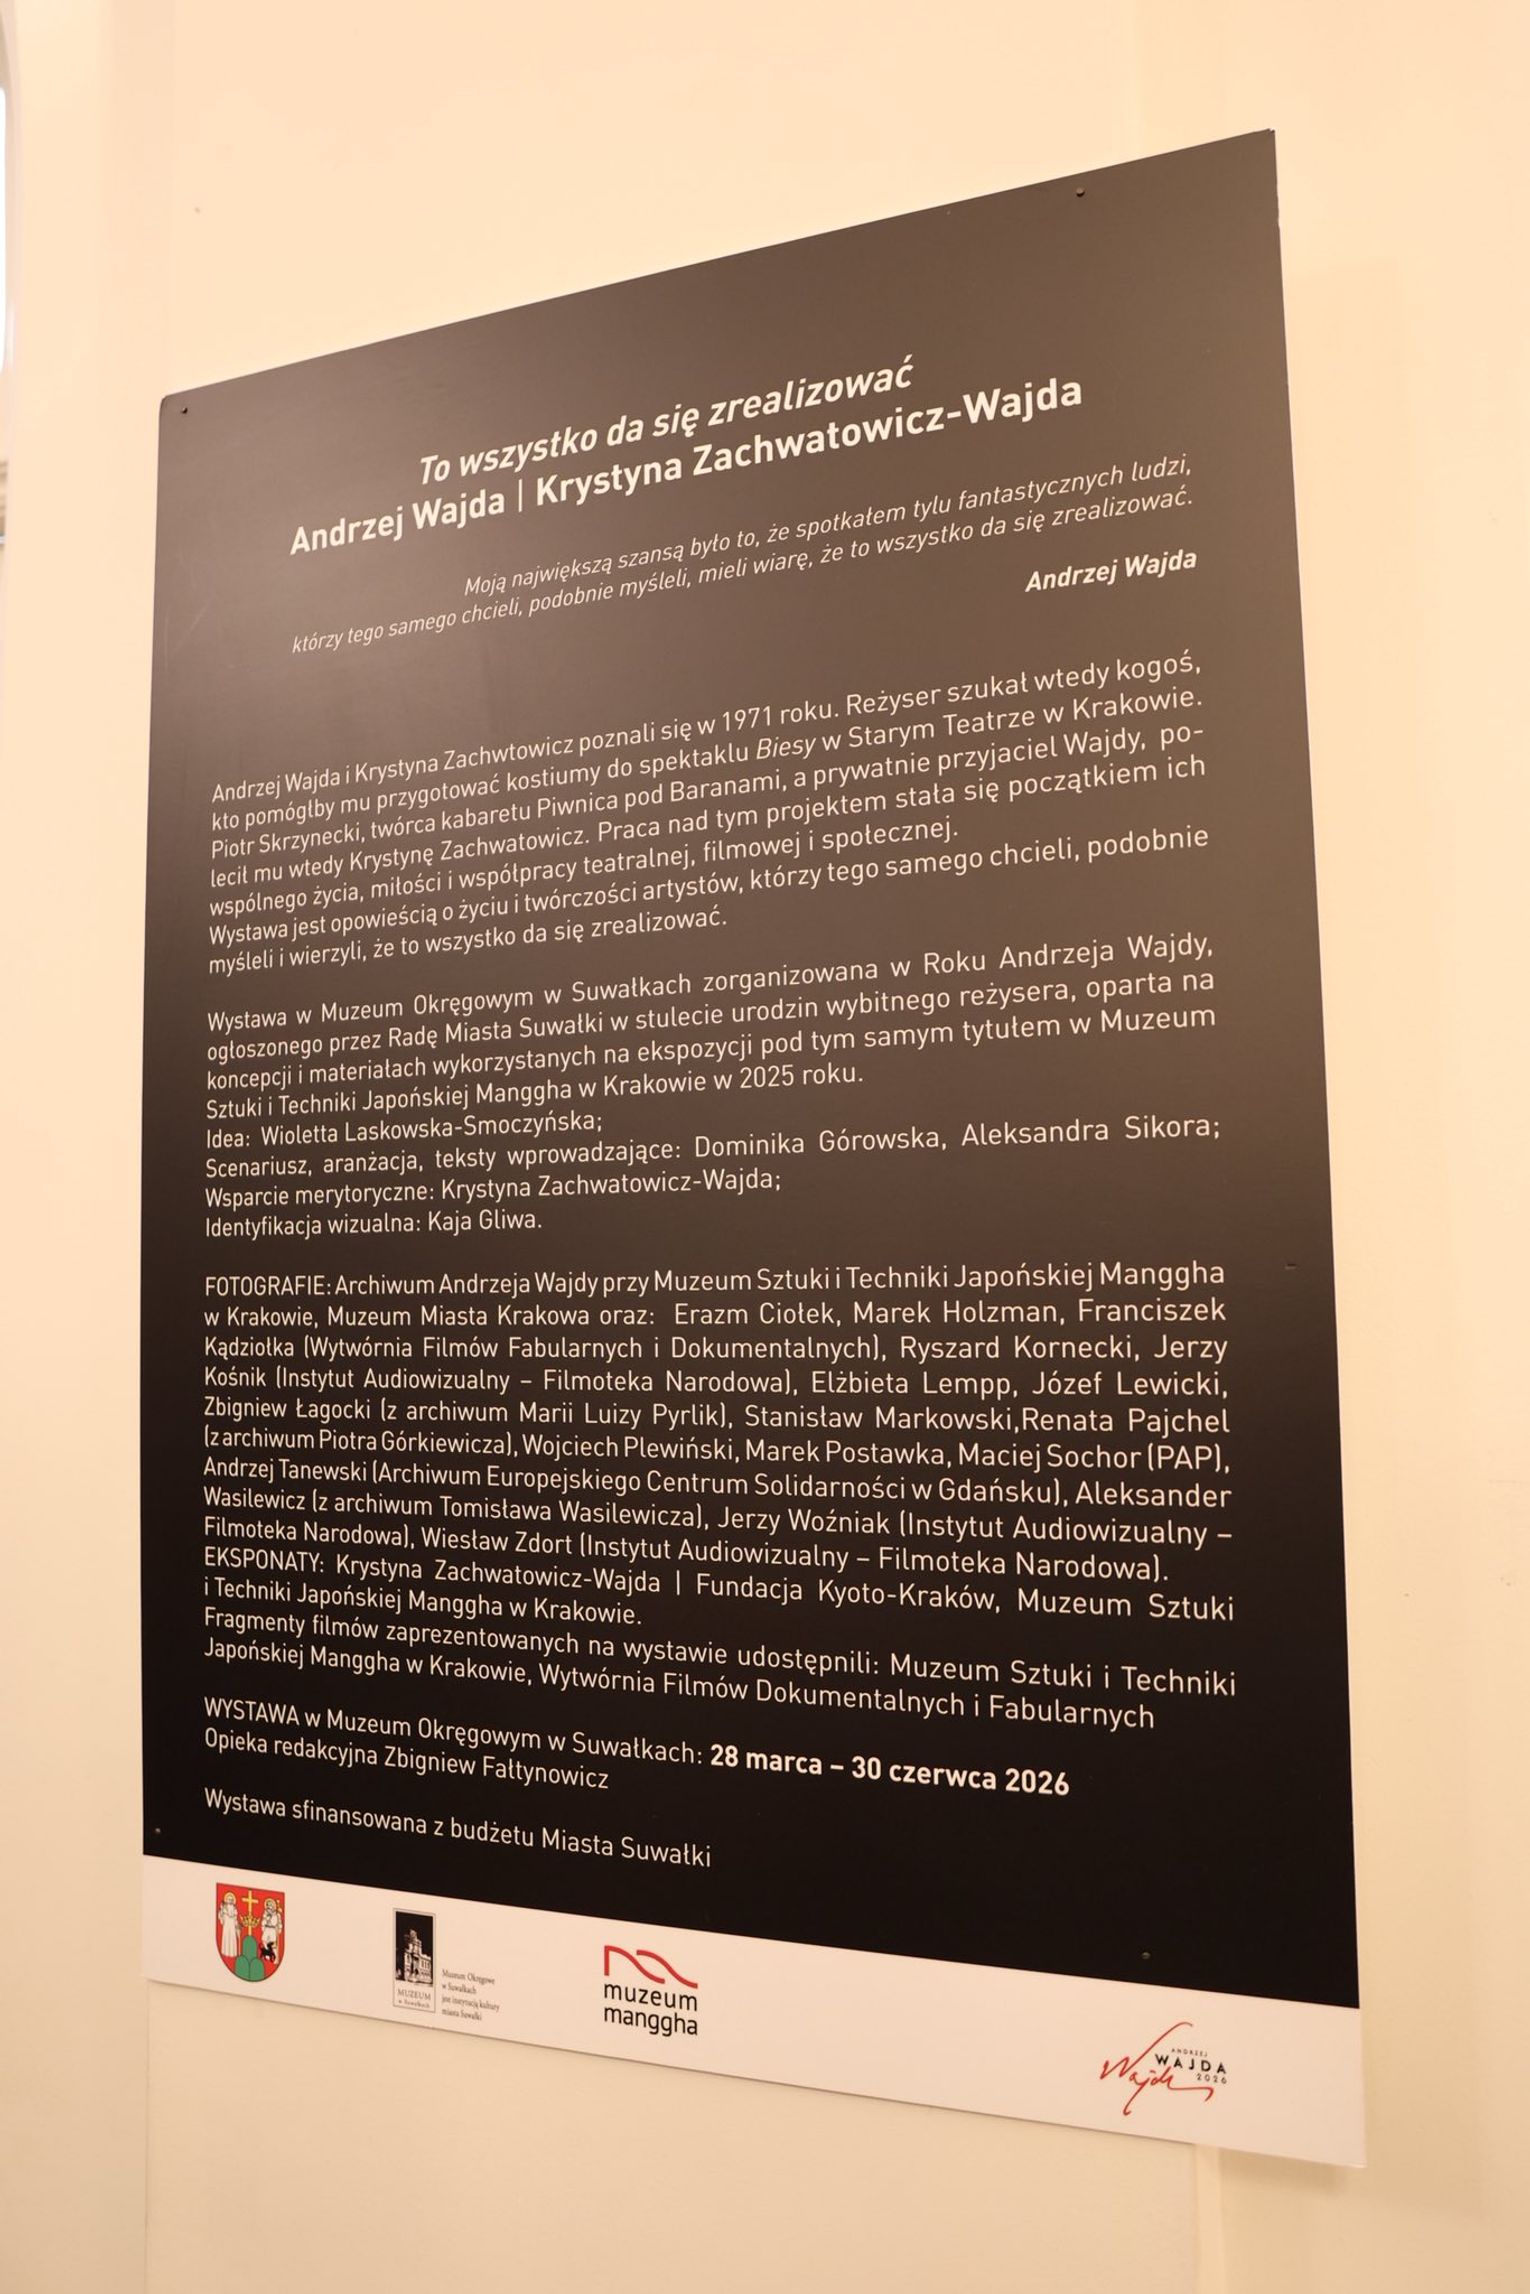 To wszystko da się zrealizować
Andrzej Wajda | Krystyna Zachwatowicz-Wajda
Moją największą szansą było to, że spotkałem tylu fantastycznych ludzi,
którzy tego samego chcieli, podobnie myśleli, mieli wiarę, że to wszystko da się zrealizować.
Andrzej Wajda
Andrzej Wajda i Krystyna Zachwtowicz poznali się w 1971 roku. Reżyser szukał wtedy kogoś,
kto pomógłby mu przygotować kostiumy do spektaklu Biesy w Starym Teatrze w Krakowie.
Piotr Skrzynecki, twórca kabaretu Piwnica pod Baranami, a prywatnie przyjaciel Wajdy, po-
lecił mu wtedy Krystynę Zachwatowicz. Praca nad tym projektem stała się początkiem ich
wspólnego życia, miłości i współpracy teatralnej, filmowej i społecznej.
Wystawa jest opowieścią o życiu i twórczości artystów, którzy tego samego chcieli, podobnie
myśleli i wierzyli, że to wszystko da się zrealizować.
Wystawa w Muzeum Okręgowym w Suwałkach zorganizowana w Roku Andrzeja Wajdy,
ogłoszonego przez Radę Miasta Suwałki w stulecie urodzin wybitnego reżysera, oparta na
koncepcji i materiałach wykorzystanych na ekspozycji pod tym samym tytułem w Muzeum
Sztuki i Techniki Japońskiej Manggha w Krakowie w 2025 roku.
Idea: Wioletta Laskowska-Smoczyńska;
Scenariusz, aranżacja, teksty wprowadzające: Dominika Górowska, Aleksandra Sikora;
Wsparcie merytoryczne: Krystyna Zachwatowicz-Wajda;
Identyfikacja wizualna: Kaja Gliwa.
FOTOGRAFIE: Archiwum Andrzeja Wajdy przy Muzeum Sztuki i Techniki Japońskiej Manggha
w Krakowie, Muzeum Miasta Krakowa oraz: Erazm Ciołek, Marek Holzman, Franciszek
Kądziołka (Wytwórnia Filmów Fabularnych i Dokumentalnych), Ryszard Kornecki, Jerzy
Kośnik (Instytut Audiowizualny – Filmoteka Narodowa), Elżbieta Lempp, Józef Lewicki,
Zbigniew Łagocki (z archiwum Marii Luizy Pyrlik), Stanisław Markowski,Renata Pajchel
(z archiwum Piotra Górkiewicza), Wojciech Plewiński, Marek Postawka, Maciej Sochor (PAP),
Andrzej Tanewski (Archiwum Europejskiego Centrum Solidarności w Gdańsku), Aleksander
Wasilewicz (z archiwum Tomisława Wasilewicza), Jerzy Woźniak (Instytut Audiowizualny –
Filmoteka Narodowa), Wiesław Zdort (Instytut Audiowizualny – Filmoteka Narodowa).
EKSPONATY: Krystyna Zachwatowicz-Wajda | Fundacja Kyoto-Kraków, Muzeum Sztuki
i Techniki Japońskiej Manggha w Krakowie.
Fragmenty filmów zaprezentowanych na wystawie udostępnili: Muzeum Sztuki i Techniki
Japońskiej Manggha w Krakowie, Wytwórnia Filmów Dokumentalnych i Fabularnych
WYSTAWA w Muzeum Okręgowym w Suwałkach: 28 marca – 30 czerwca 2026
Opieka redakcyjna Zbigniew Fałtynowicz
Wystawa sfinansowana z budżetu Miasta Suwałki
MUZEUM
w Suwałkach
Muzeum Okręgowe
w Suwałkach
jest instytucją kultury
miasta Suwałki
muzeum
manggha
Wajda
ANDRZEJ
WAJDA
2026